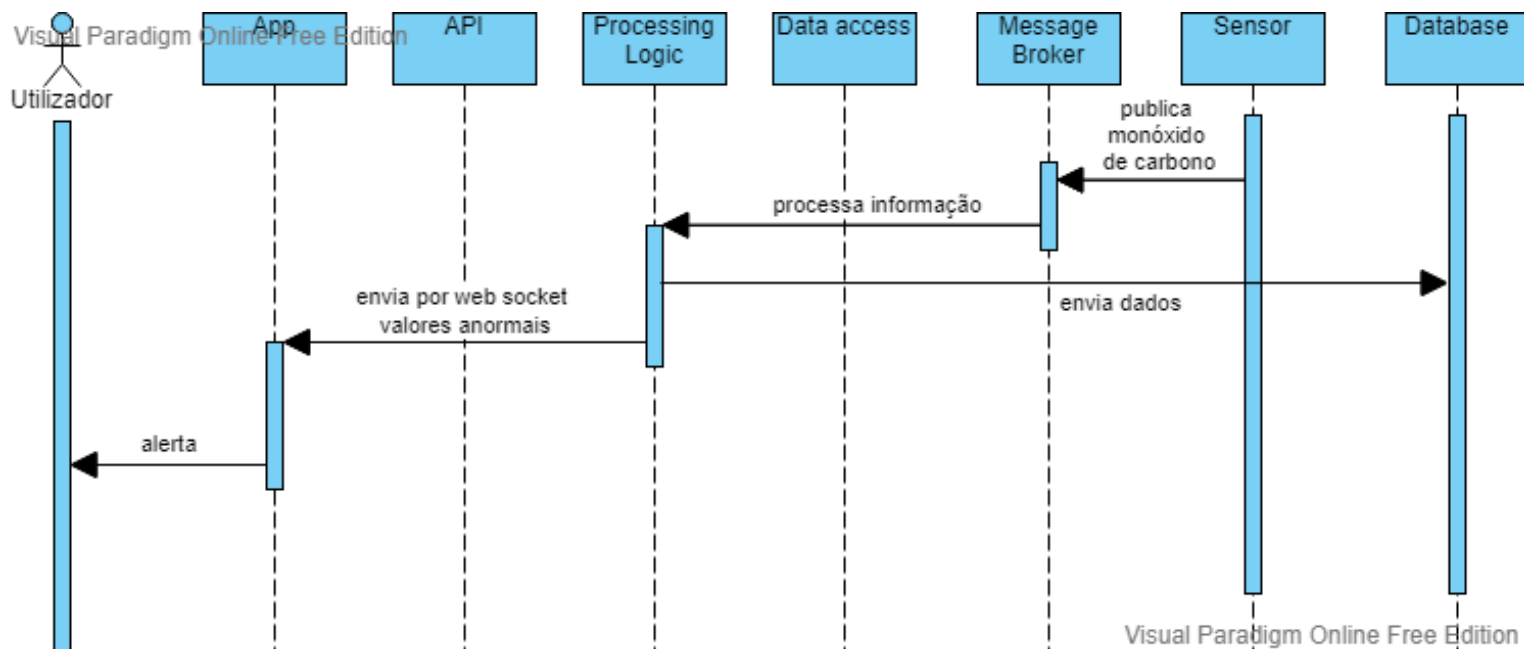 Visual Paradigm Online Free Edition
Utilizador
App
API
Processing
Logic
Data access
Message
Broker
Sensor
Database
publica
monóxido
de carbono
processa informação
envia dados
envia por web socket
valores anormais
alerta
Visual Paradigm Online Free Edition